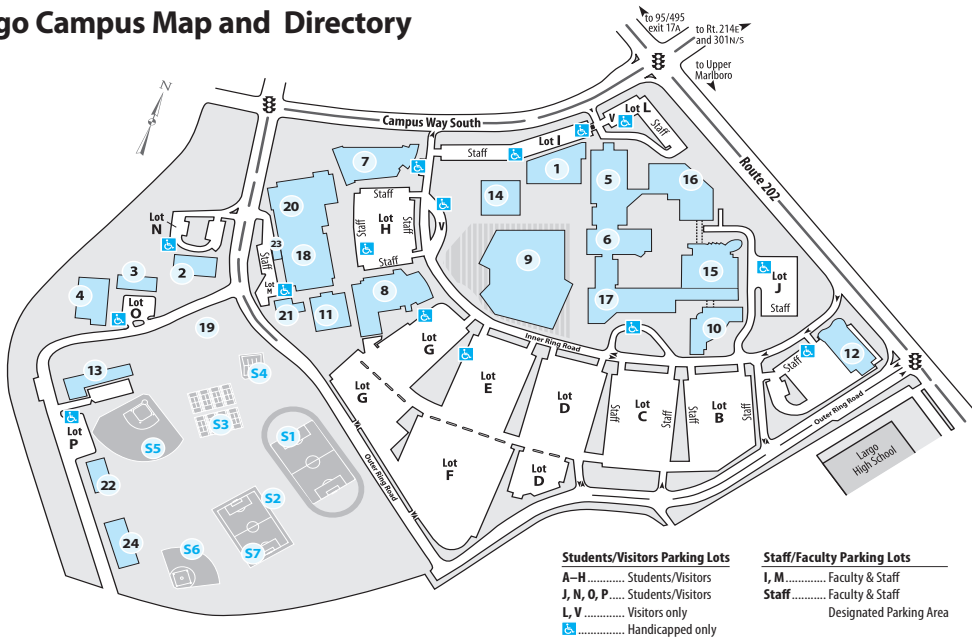 go Campus Map and Directory
to 95/495
exit 17A
to Rt. 214E
and 301N/S
to Upper
Marlboro
N
Campus Way South
Route 202
Lot L
V
Staff
Lot I
Staff
7
1
5
16
14
20
Staff
Lot
H
Staff
Staff
Staff
V
Lot
N
23
18
Staff
Lot
M
6
9
15
Lot
J
Staff
3
2
4
Lot
O
8
17
21
11
10
19
Inner Ring Road
Lot
G
12
Staff
13
S4
Lot
G
Lot
E
Lot
D
Staff
Lot
C
Staff
Lot
B
Staff
Outer Ring Road
S3
S1
Lot
P
S5
Largo
High School
Outer Ring Road
Lot
F
Lot
D
22
S2
24
S6
S7
Students/Visitors Parking Lots
A–H ............ Students/Visitors
J, N, O, P ..... Students/Visitors
L, V ............. Visitors only
............... Handicapped only
Staff/Faculty Parking Lots
I, M ............. Faculty & Staff
Staff ........... Faculty & Staff
Designated Parking Area